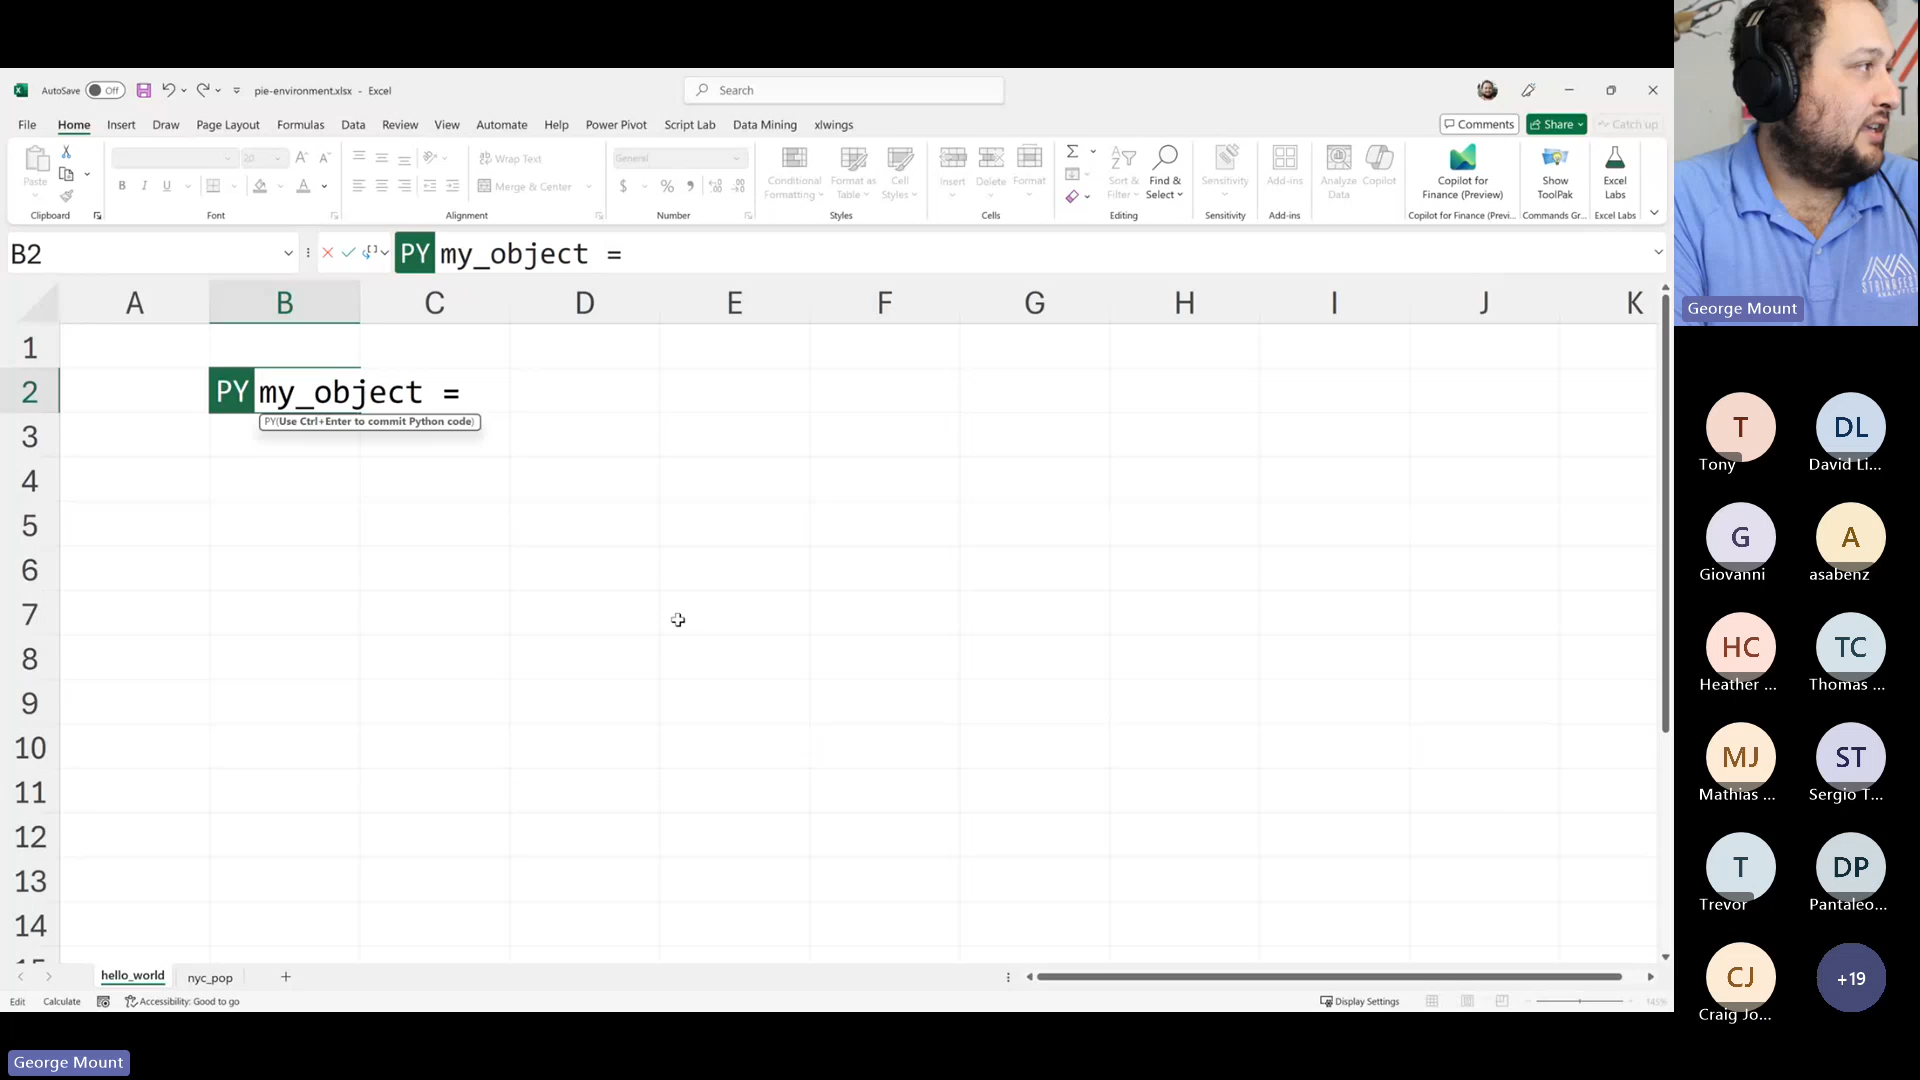 AutoSave Off pie-environment.xlsx - Excel Search
File Home Insert Draw Page Layout Formulas Data Review View Automate Help Power Pivot Script Lab Data Mining xlwings Comments Share Catch up
Paste
Clipboard
20
B I U
Font
Wrap Text
Merge & Center
Alignment
General
$ %
Number
Conditional Formatting
Format as Table
Cell Styles
Styles
Insert Delete Format
Cells
Sort & Filter
Find & Select
Editing
Sensitivity
Sensitivity
Add-ins
Add-ins
Analyze Data
Copilot
Copilot for Finance (Preview)
Copilot for Finance (Previ...
Show ToolPak
Commands Gr...
Excel Labs
Excel Labs
B2 PY my_object =
A B C D E F G H I J K
1
2 PY my_object =
PY(Use Ctrl+Enter to commit Python code)
3
4
5
6
7
8
9
10
11
12
13
14
hello_world nyc_pop
Edit Calculate Accessibility: Good to go Display Settings 145%
George Mount
George Mount
T Tony
DL David Li...
G Giovanni
A asabenz
HC Heather ...
TC Thomas ...
MJ Mathias ...
ST Sergio T...
T Trevor
DP Pantaleo...
CJ Craig Jo...
+19